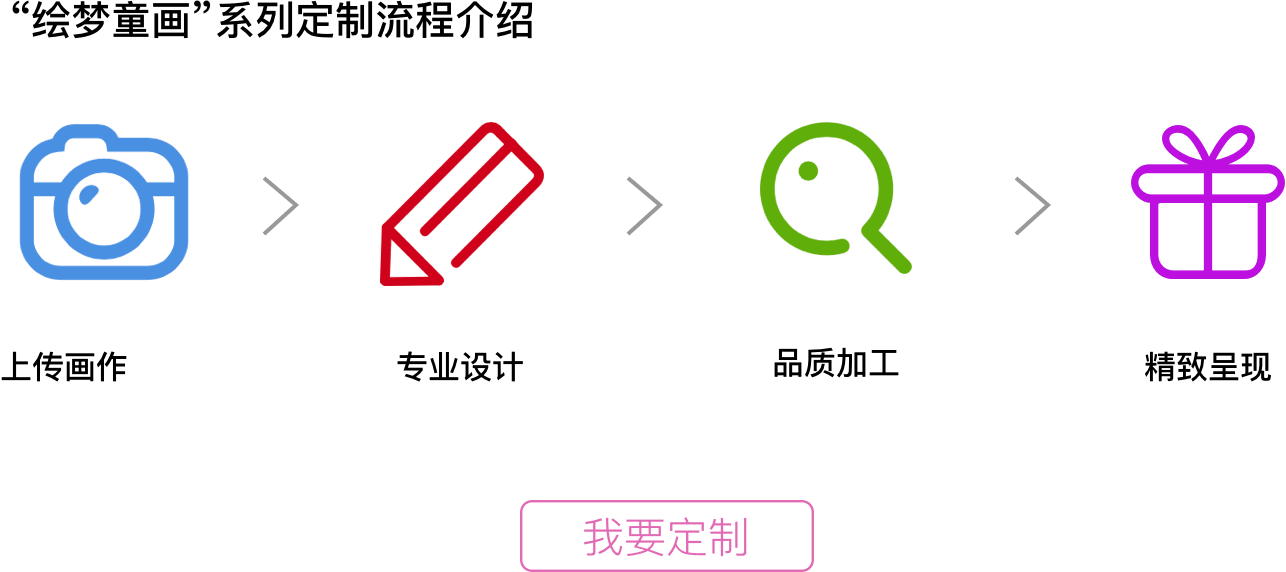 “绘梦童画”系列定制流程介绍
上传画作
专业设计
品质加工
精致呈现
我要定制